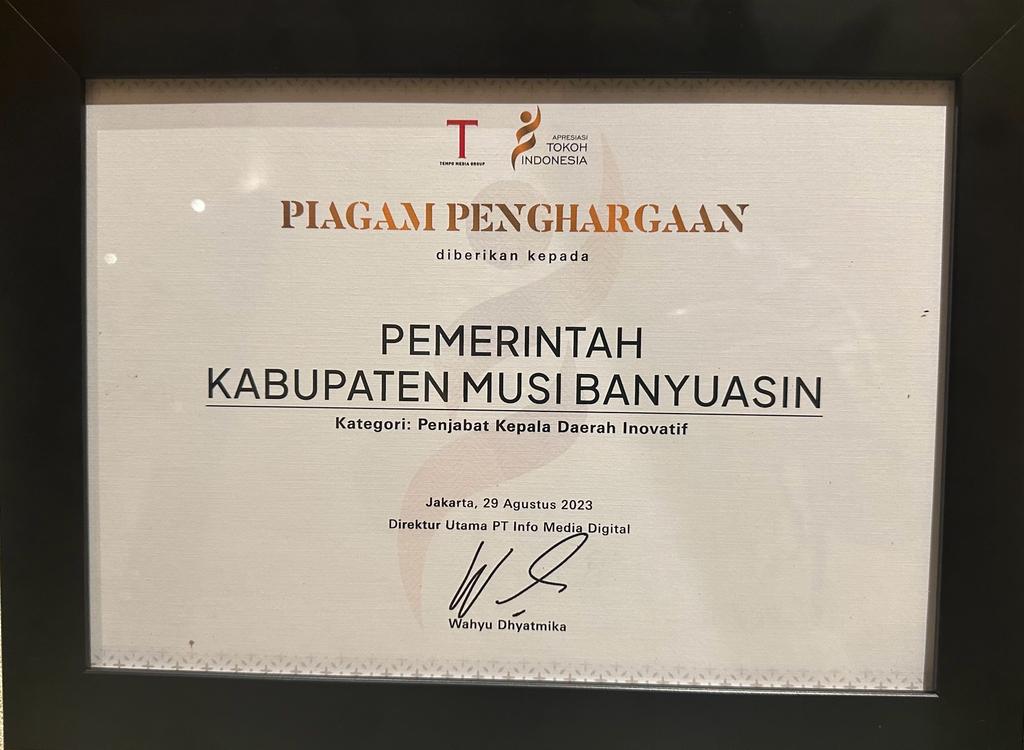 T
TEMPO MEDIA GROUP
APRESIASI
TOKOH
INDONESIA
PIAGAM PENGHARGAAN
diberikan kepada
PEMERINTAH
KABUPATEN MUSI BANYUASIN
Kategori: Penjabat Kepala Daerah Inovatif
Jakarta, 29 Agustus 2023
Direktur Utama PT Info Media Digital
Wahyu Dhyatmika